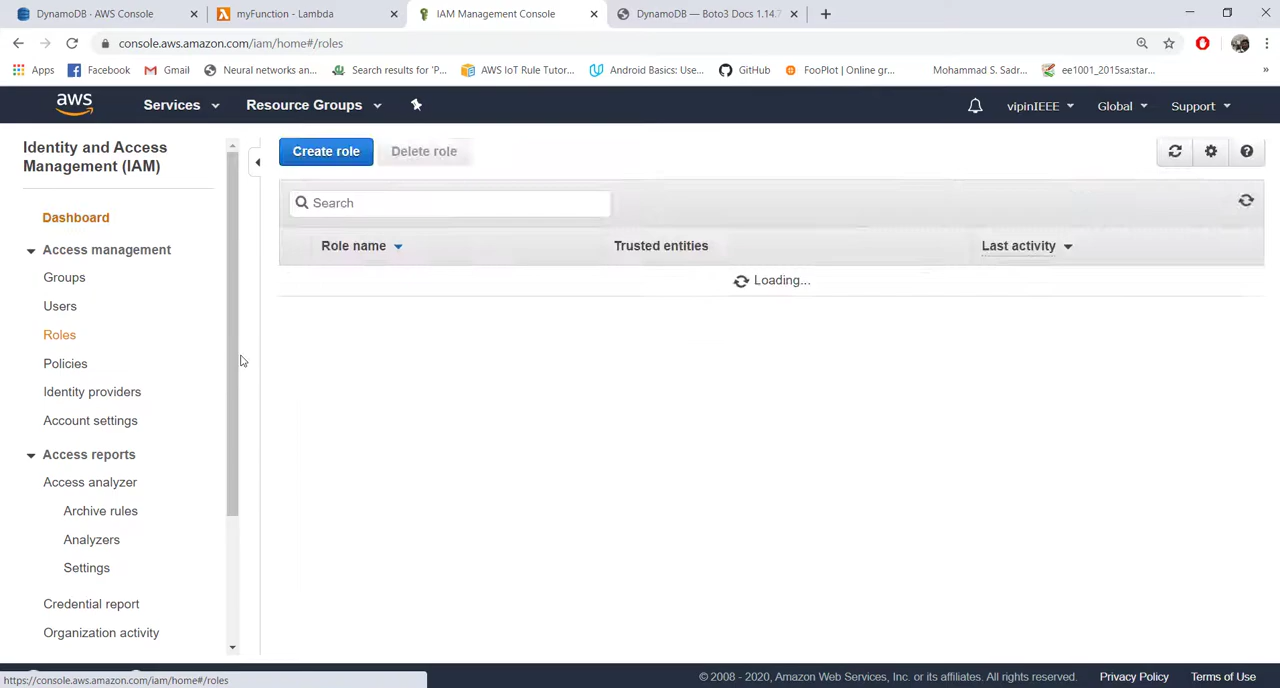 DynamoDB · AWS Console
myFunction - Lambda
IAM Management Console
DynamoDB — Boto3 Docs 1.14.7
console.aws.amazon.com/iam/home#/roles
Apps
Facebook
Gmail
Neural networks an...
Search results for 'P...
AWS IoT Rule Tutor...
Android Basics: Use...
GitHub
FooPlot | Online gr...
Mohammad S. Sadr...
ee1001_2015sa:star...
»
aws
Services
Resource Groups
vipinIEEE
Global
Support
Identity and Access
Management (IAM)
Dashboard
Access management
Groups
Users
Roles
Policies
Identity providers
Account settings
Access reports
Access analyzer
Archive rules
Analyzers
Settings
Credential report
Organization activity
Create role
Delete role
Search
Role name
Trusted entities
Last activity
Loading...
https://console.aws.amazon.com/iam/home#/roles
© 2008 - 2020, Amazon Web Services, Inc. or its affiliates. All rights reserved.
Privacy Policy
Terms of Use